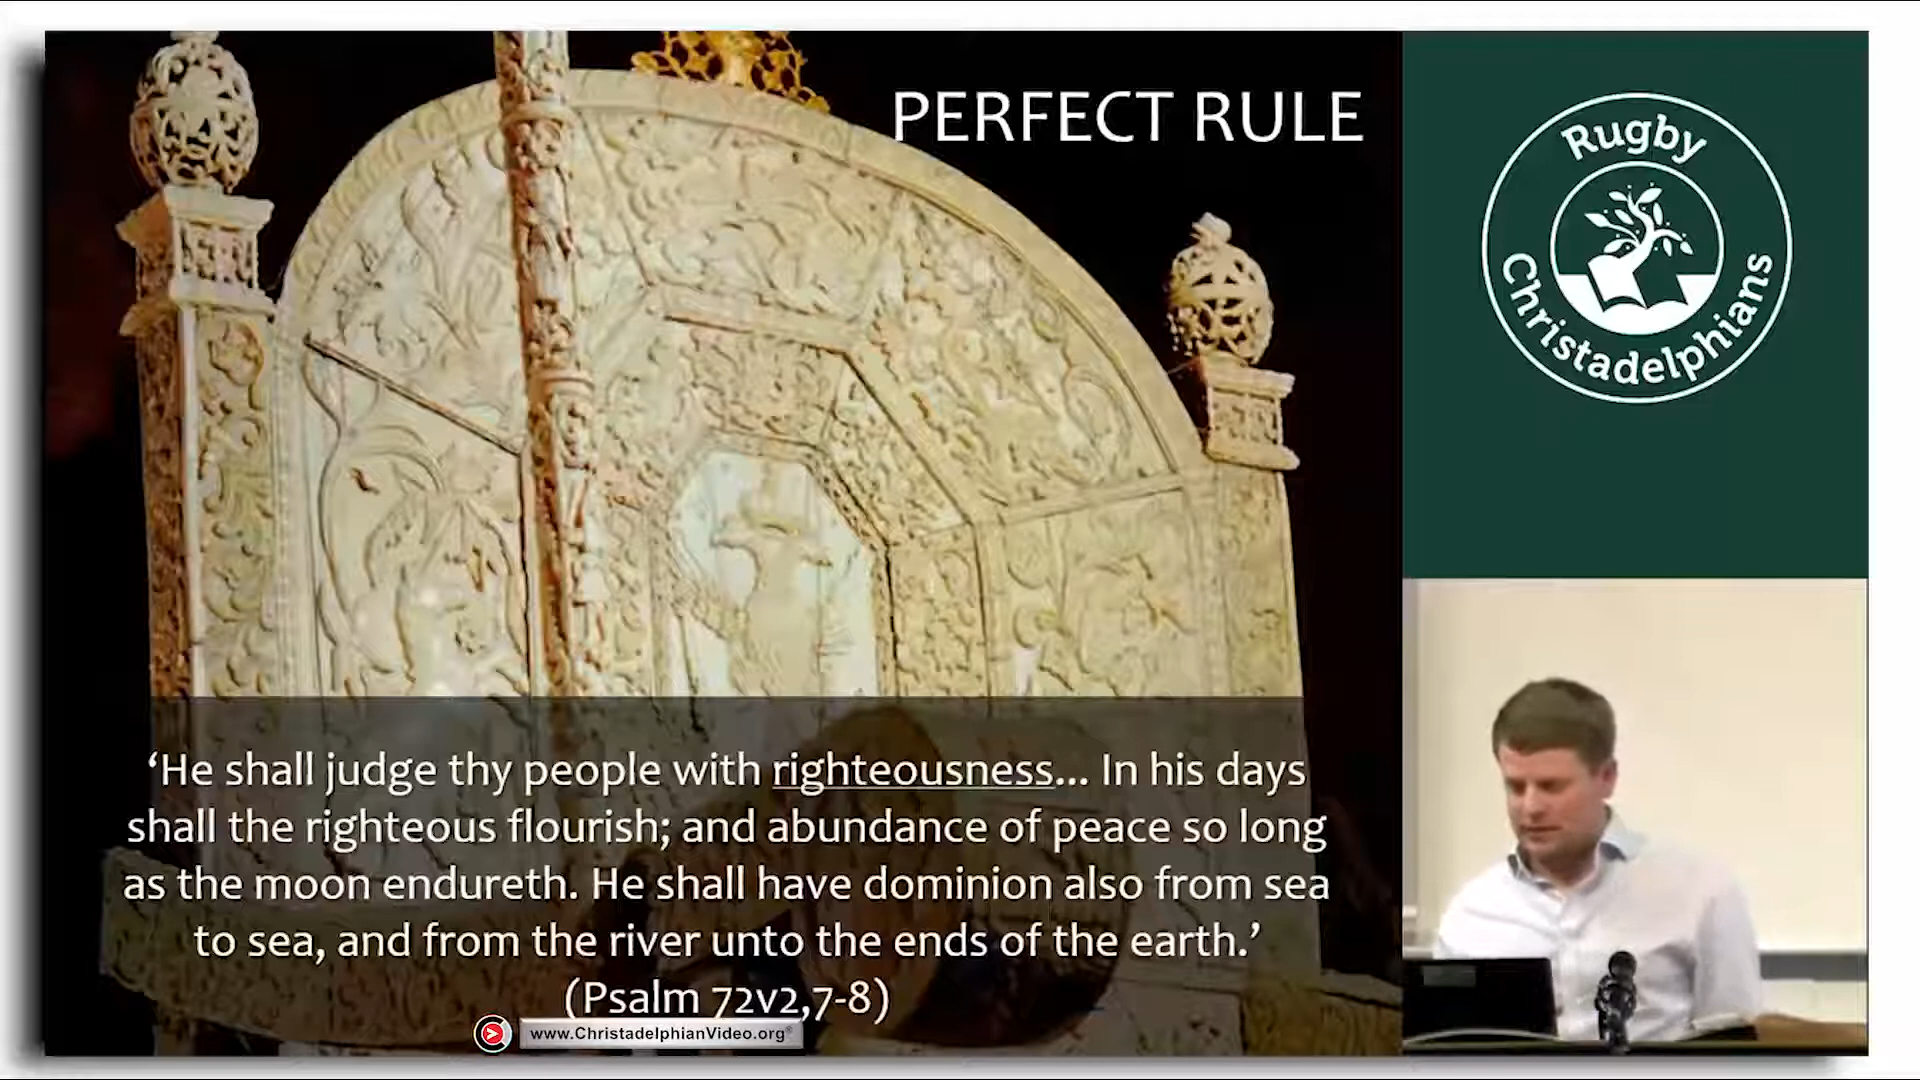 PERFECT RULE
‘He shall judge thy people with righteousness... In his days
shall the righteous flourish; and abundance of peace so long
as the moon endureth. He shall have dominion also from sea
to sea, and from the river unto the ends of the earth.’
(Psalm 72v2,7-8)
www.ChristadelphianVideo.org®
Rugby
Christadelphians